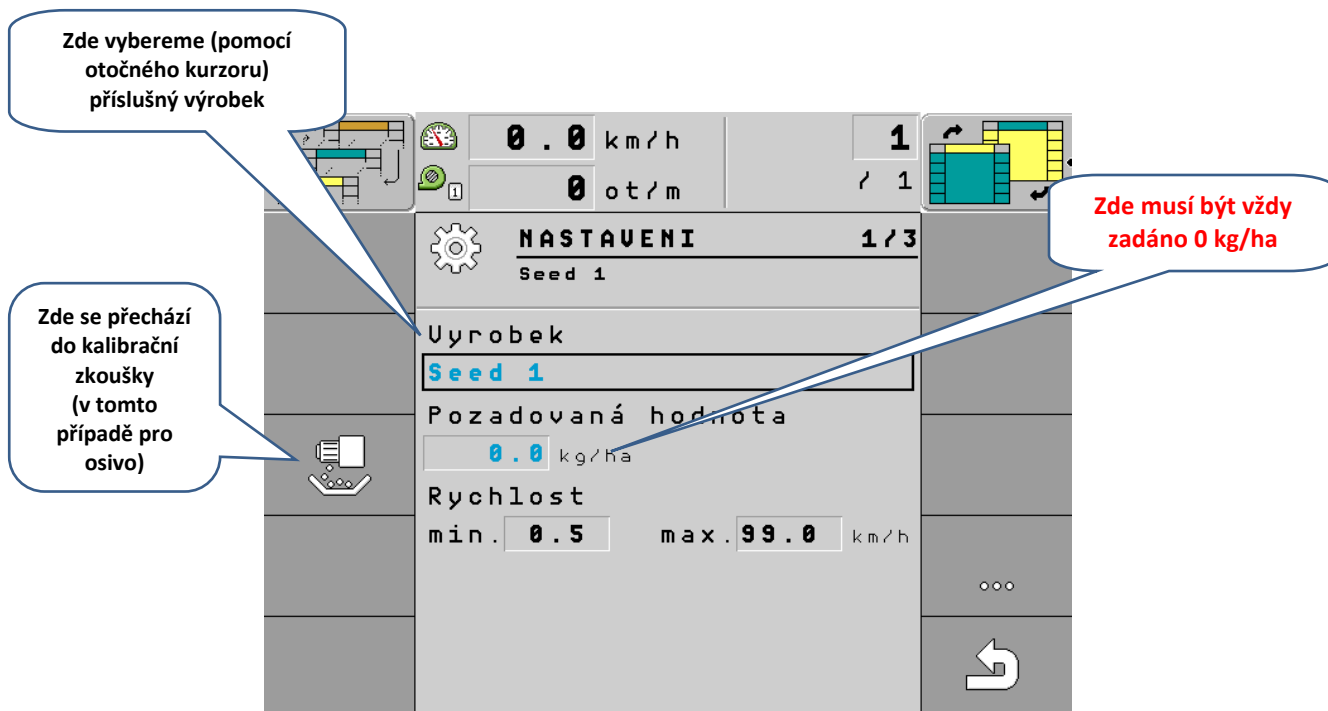 Zde vybereme (pomocí
otočného kurzoru)
příslušný výrobek
0.0 km/h
1
0 ot/m
/ 1
1
Zde musí být vždy
zadáno 0 kg/ha
NASTAVENI 1/3
Seed 1
Zde se přechází
do kalibrační
zkoušky
(v tomto
případě pro
osivo)
Vyrobek
Seed 1
Pozadovaná hodnota
0.0 kg/ha
Rychlost
min. 0.5 max. 99.0 km/h